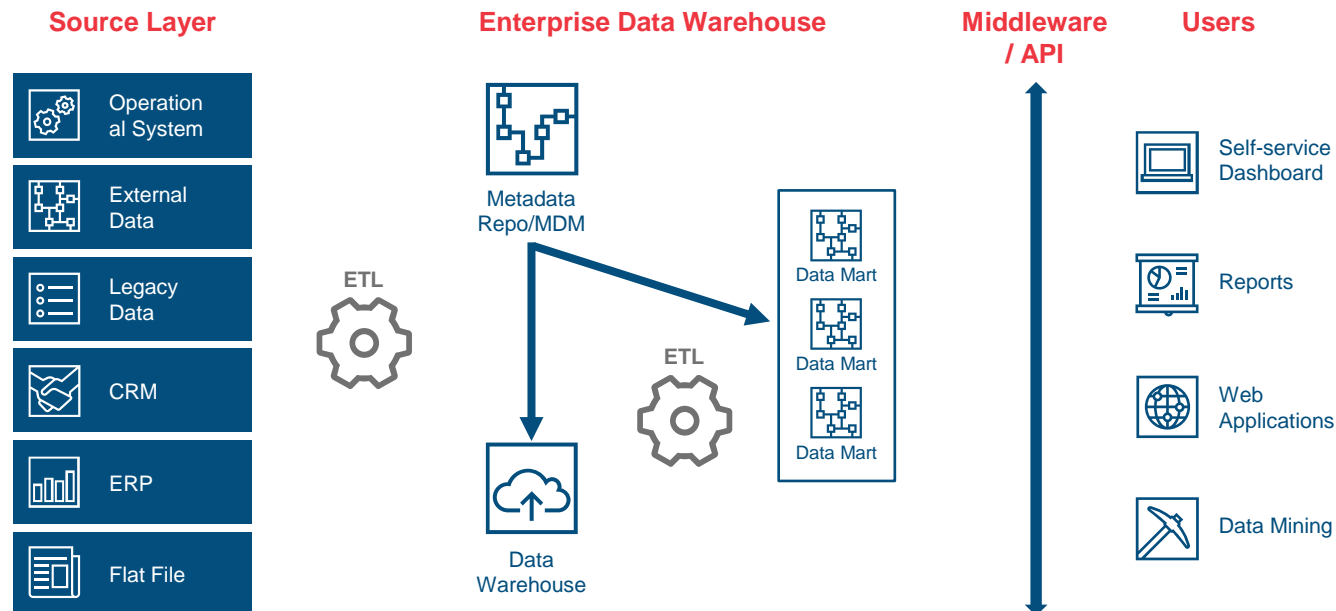 Source Layer
Enterprise Data Warehouse
Middleware
/ API
Users
Operation
al System
External
Data
Legacy
Data
CRM
ERP
Flat File
ETL
Metadata
Repo/MDM
Data
Warehouse
ETL
Data Mart
Data Mart
Data Mart
Self-service
Dashboard
Reports
Web
Applications
Data Mining